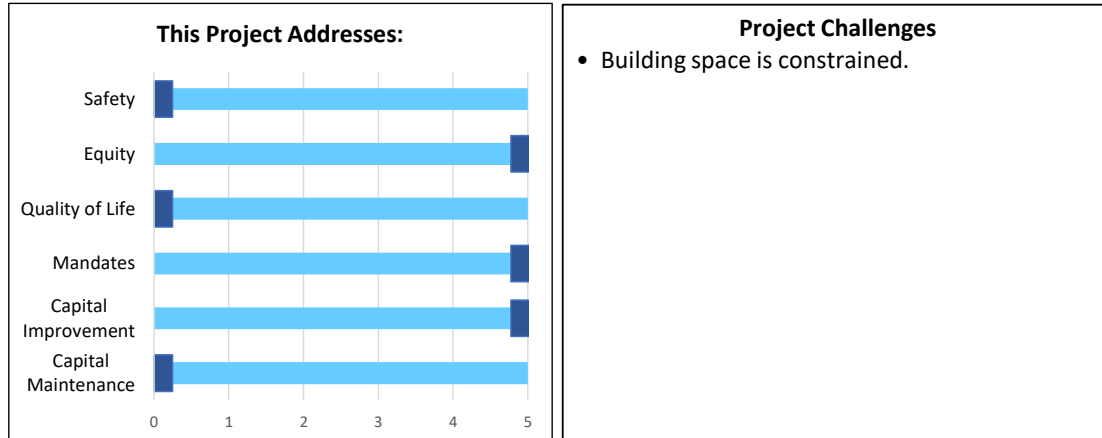 This Project Addresses:
Safety
Equity
Quality of Life
Mandates
Capital
Improvement
Capital
Maintenance
0 1 2 3 4 5
Project Challenges
• Building space is constrained.